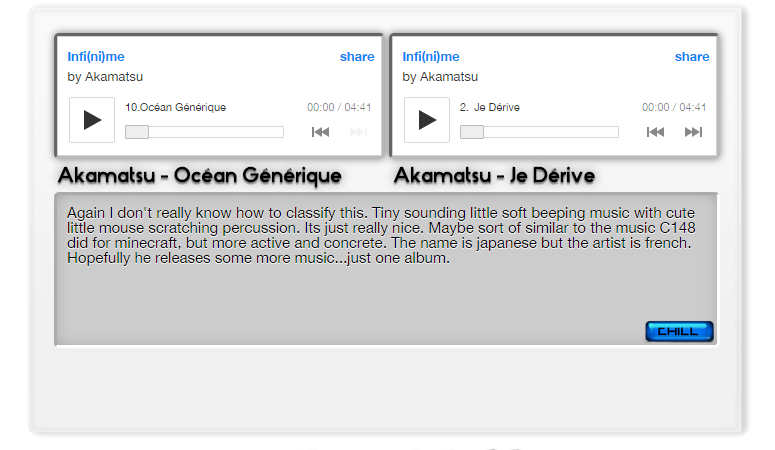 Infi(ni)me share
by Akamatsu
10.Océan Générique 00:00 / 04:41
Akamatsu - Océan Générique
Infi(ni)me share
by Akamatsu
2. Je Dérive 00:00 / 04:41
Akamatsu - Je Dérive
Again I don't really know how to classify this. Tiny sounding little soft beeping music with cute
little mouse scratching percussion. Its just really nice. Maybe sort of similar to the music C148
did for minecraft, but more active and concrete. The name is japanese but the artist is french.
Hopefully he releases some more music...just one album.
CHILL